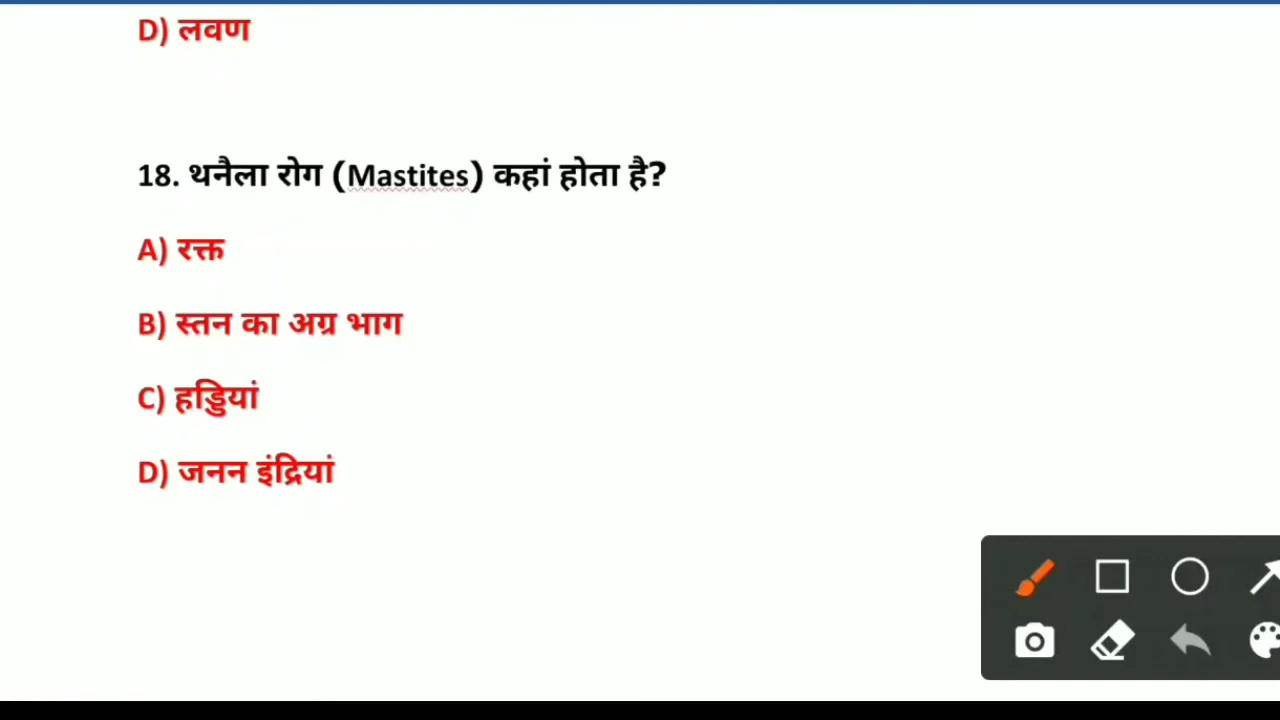 D) लवण
18. थनैला रोग (Mastites) कहां होता है?
A) रक्त
B) स्तन का अग्र भाग
C) हड्डियां
D) जनन इंद्रियां